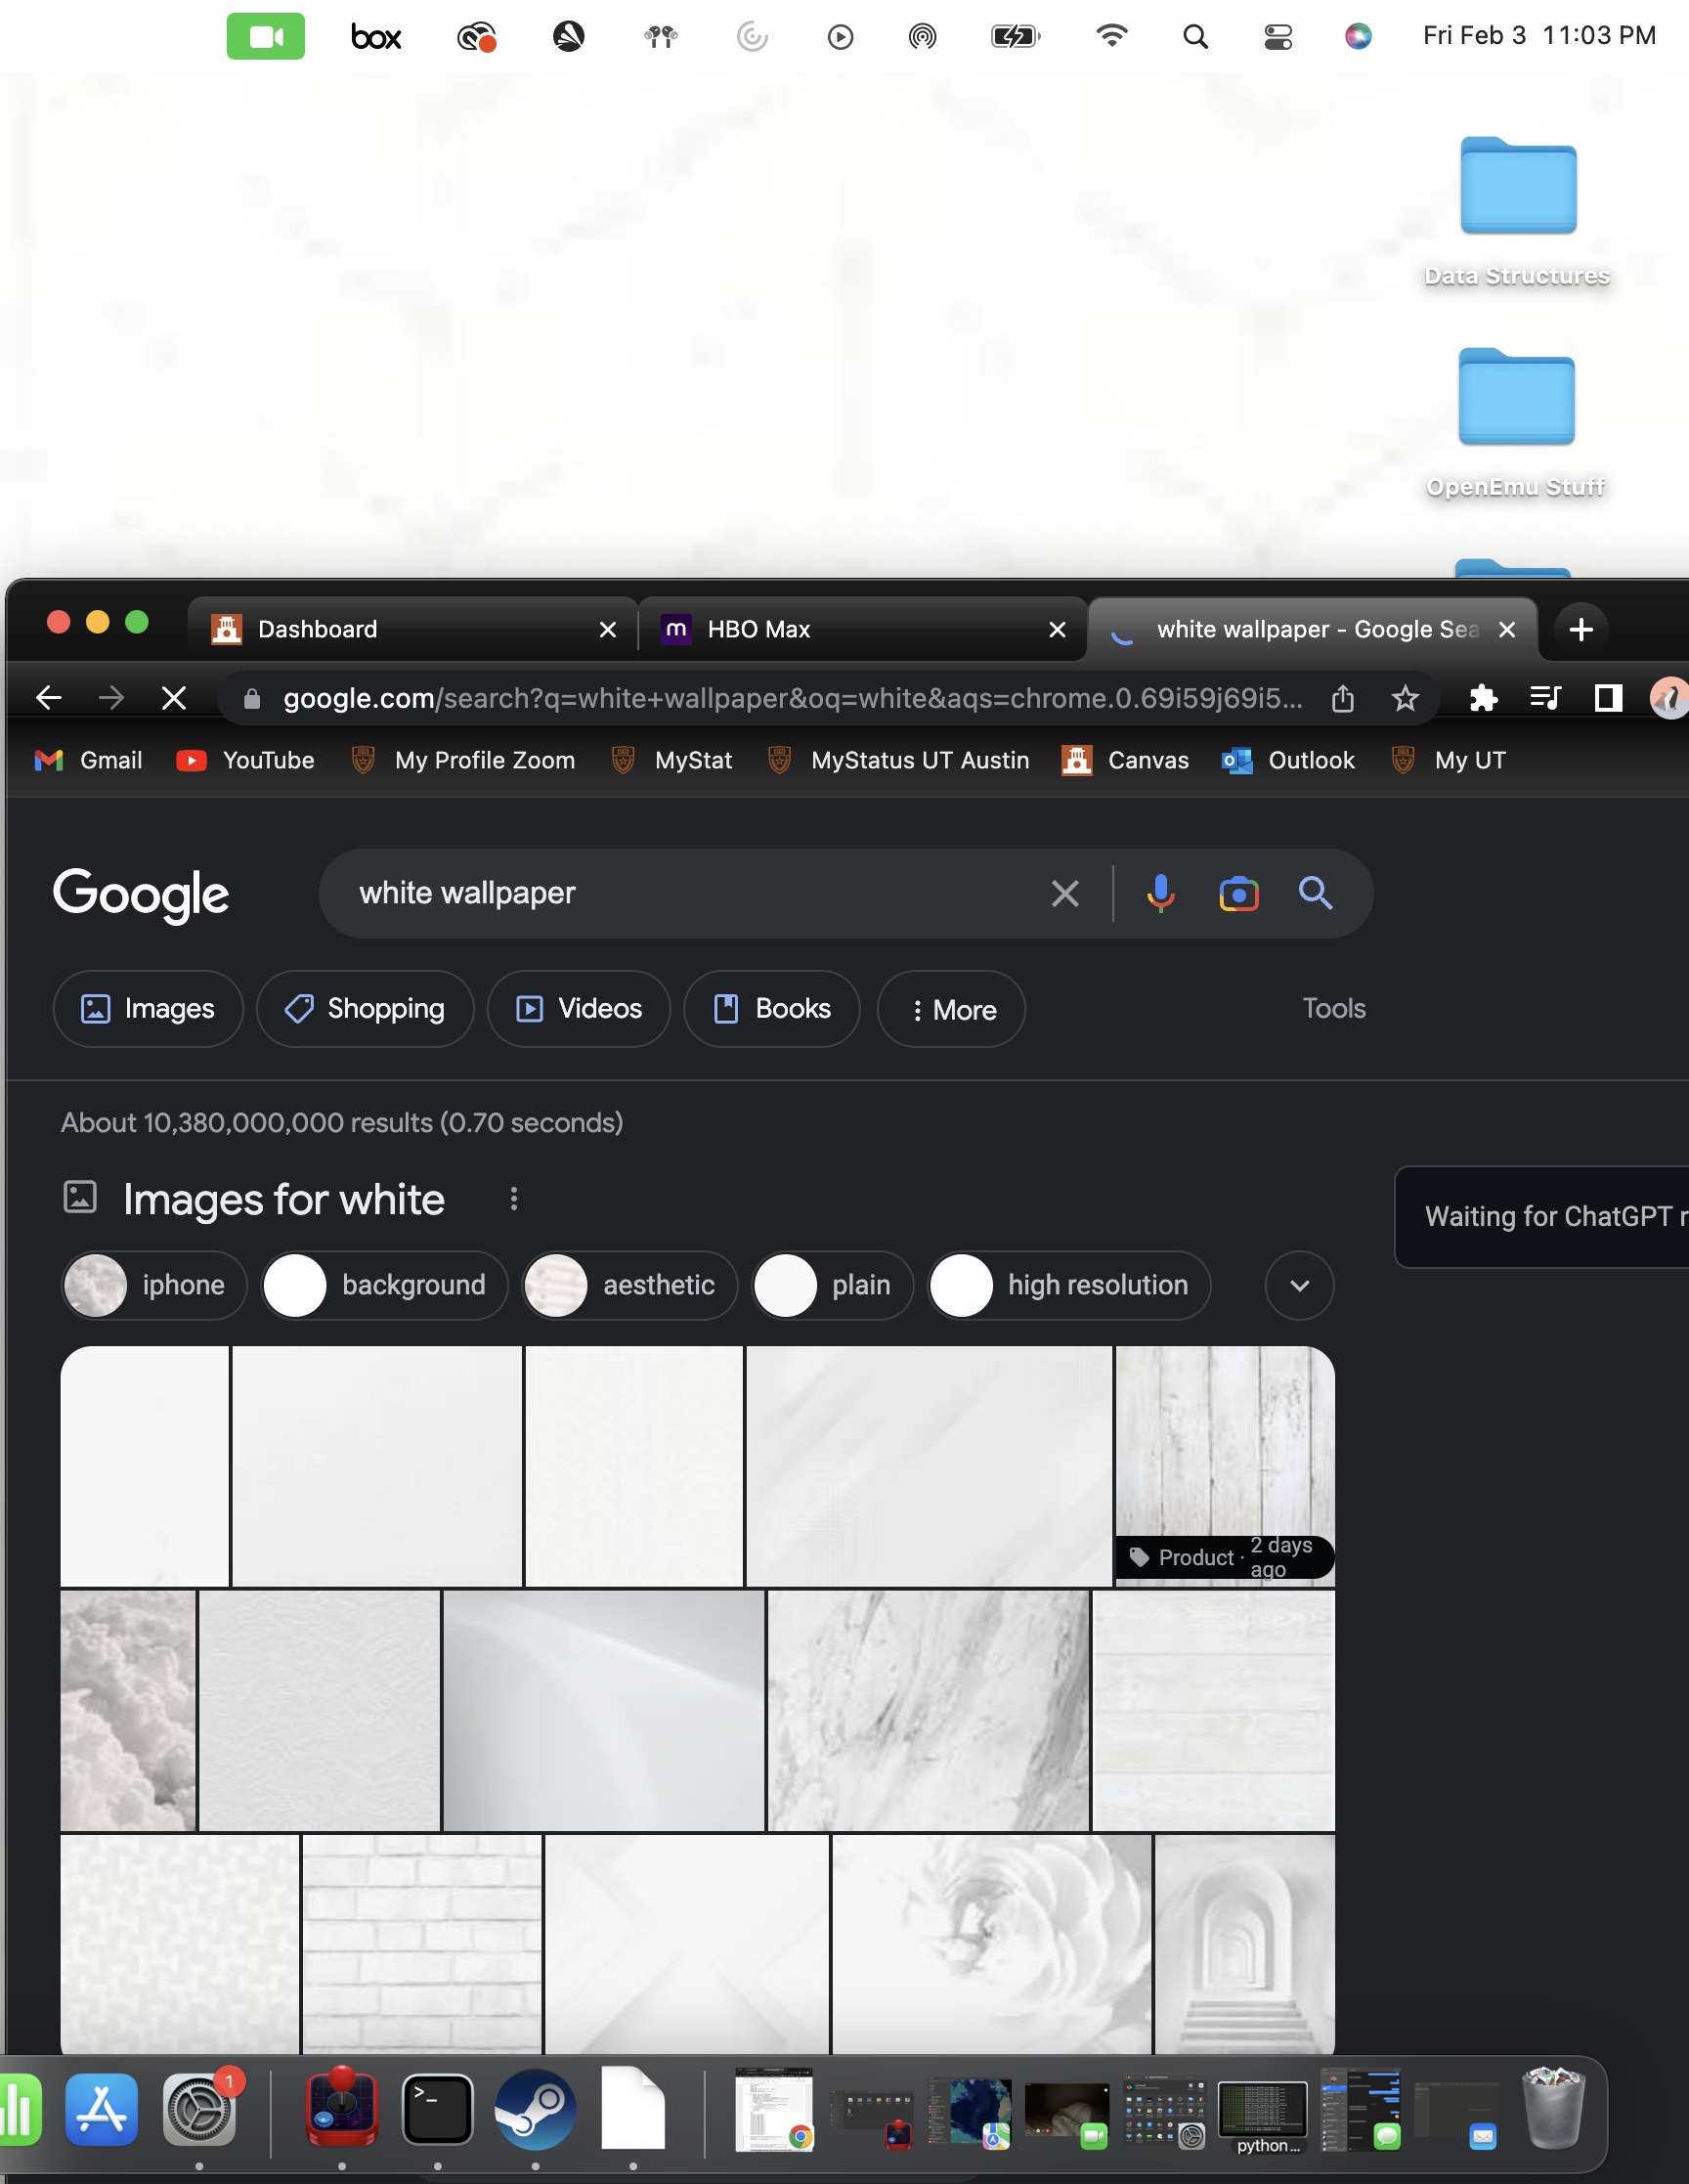 box Fri Feb 3 11:03 PM
Data Structures
OpenEmu Stuff
Dashboard HBO Max white wallpaper - Google Sea
google.com/search?q=white+wallpaper&oq=white&aqs=chrome.0.69i59j69i5...
Gmail YouTube My Profile Zoom MyStat MyStatus UT Austin Canvas Outlook My UT
Google white wallpaper
Images Shopping Videos Books More Tools
About 10,380,000,000 results (0.70 seconds)
Images for white
Waiting for ChatGPT r
iphone background aesthetic plain high resolution
Product · 2 days
ago
1
python...